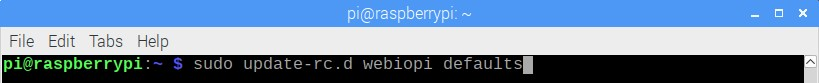 pi@raspberrypi: ~
File Edit Tabs Help
pi@raspberrypi:~ $ sudo update-rc.d webiopi defaults